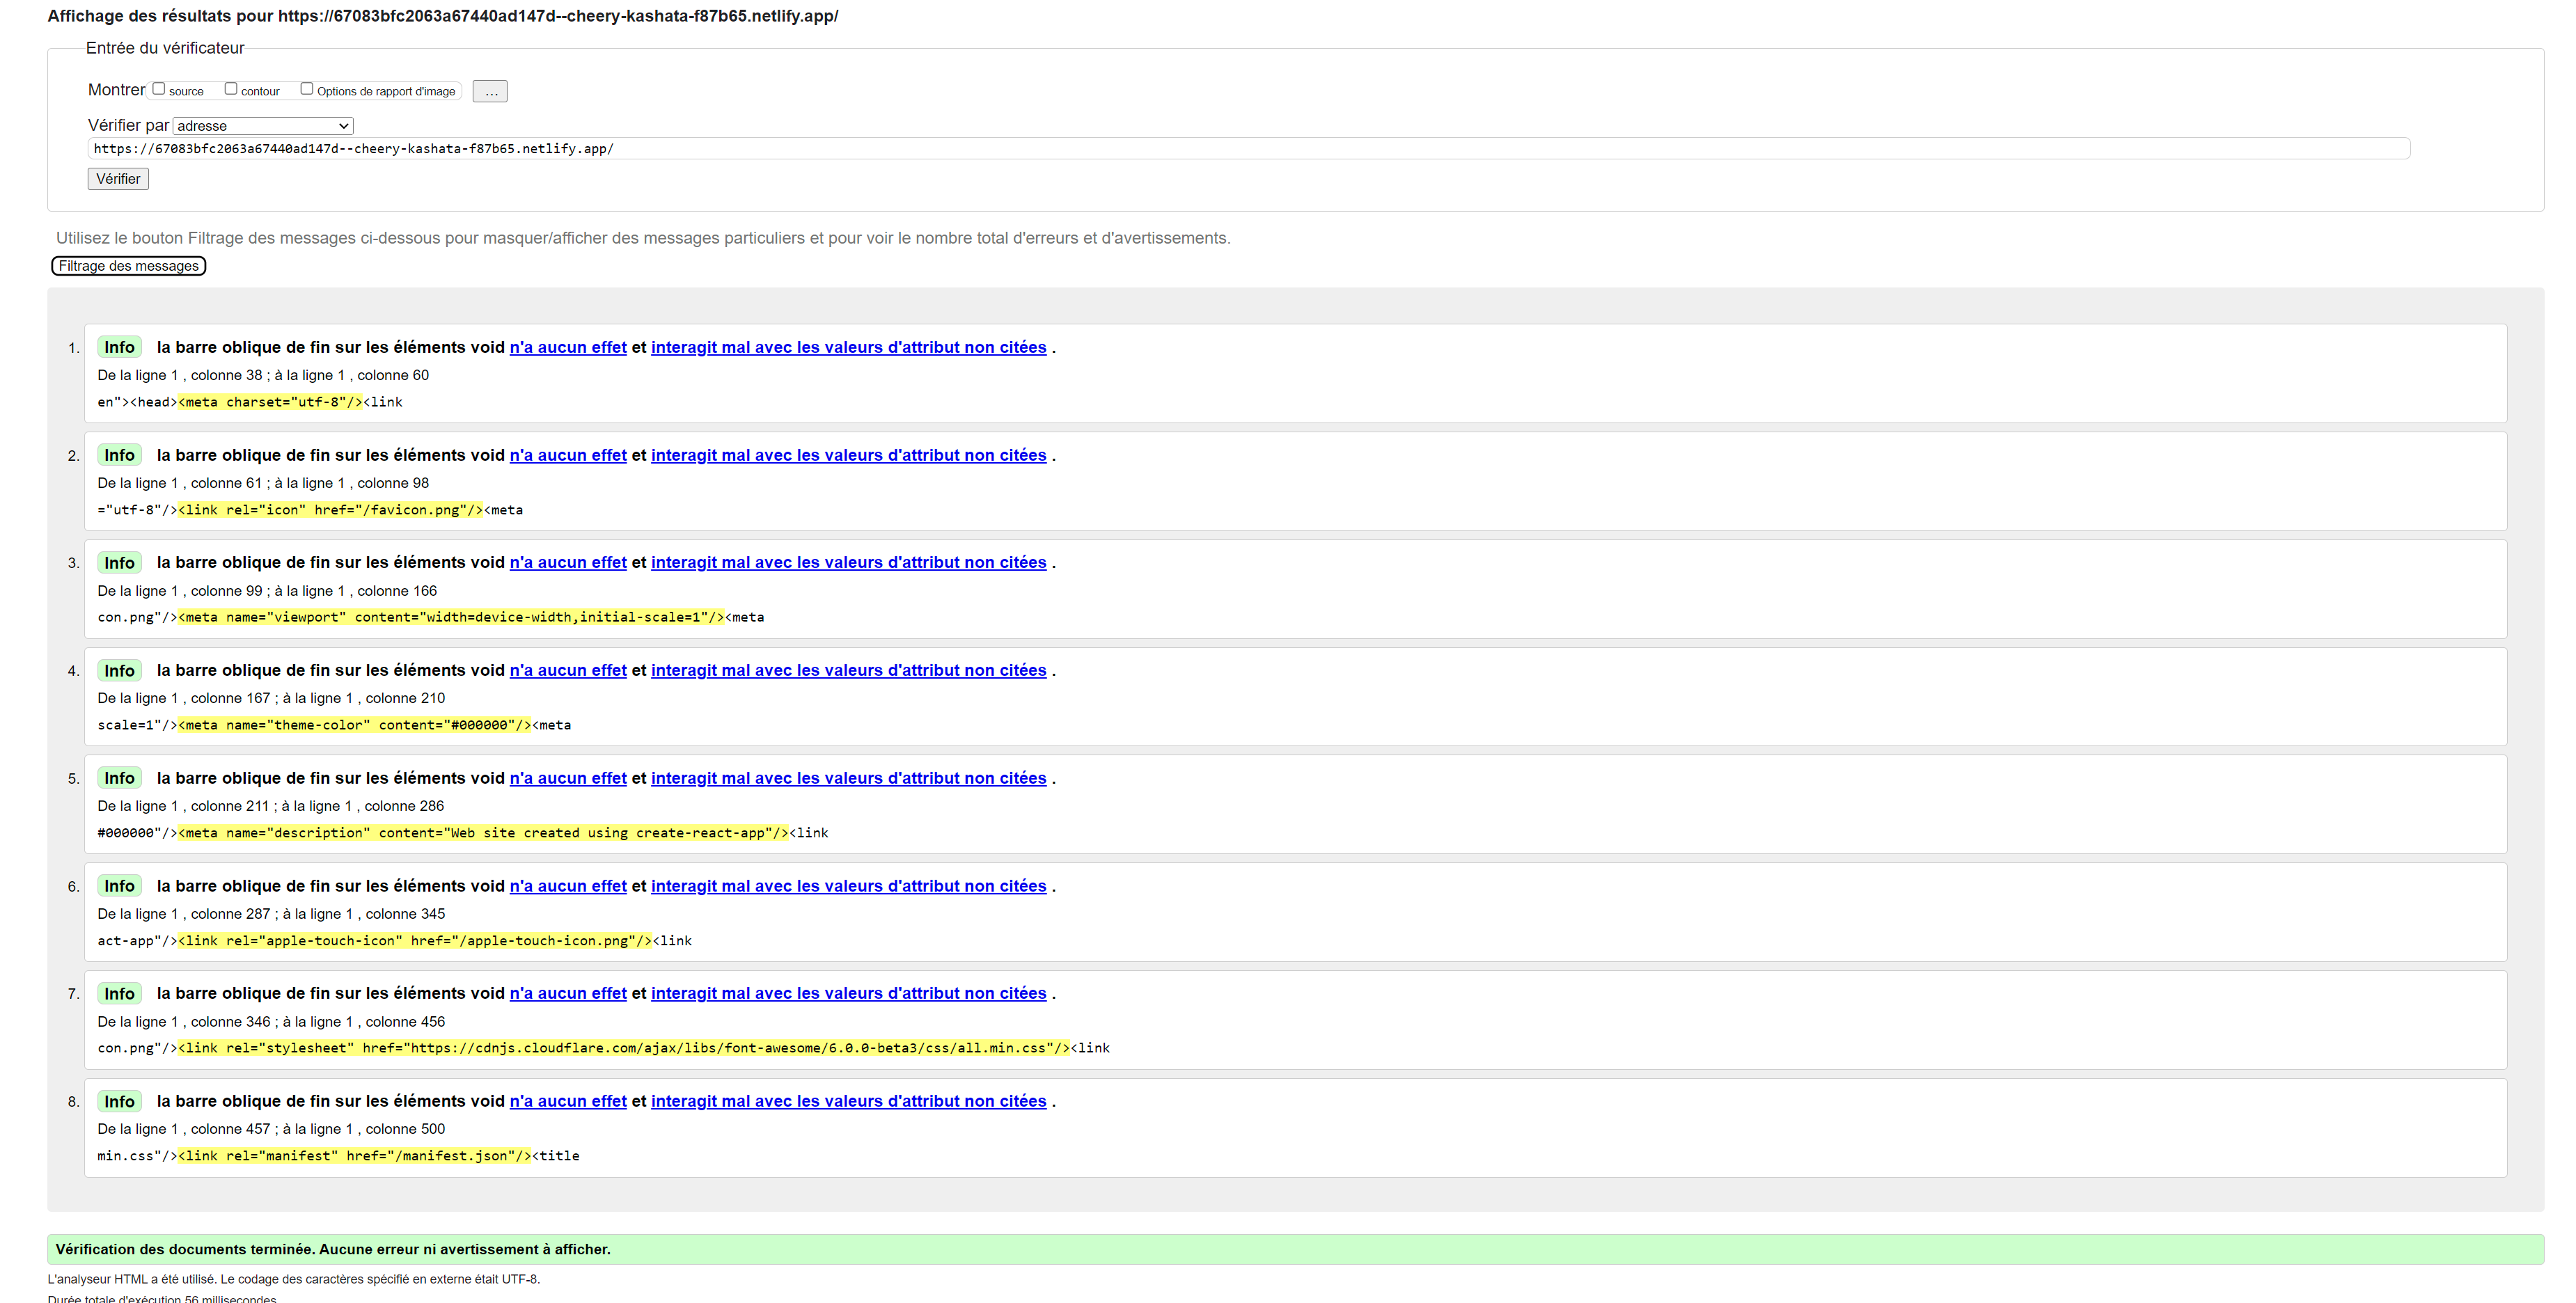 Affichage des résultats pour https://67083bfc2063a67440ad147d--cheery-kashata-f87b65.netlify.app/
Entrée du vérificateur
Montrer source contour Options de rapport d'image ...
Vérifier par adresse
https://67083bfc2063a67440ad147d--cheery-kashata-f87b65.netlify.app/
Vérifier
Utilisez le bouton Filtrage des messages ci-dessous pour masquer/afficher des messages particuliers et pour voir le nombre total d'erreurs et d'avertissements.
Filtrage des messages
1. Info la barre oblique de fin sur les éléments void n'a aucun effet et interagit mal avec les valeurs d'attribut non citées .
De la ligne 1 , colonne 38 ; à la ligne 1 , colonne 60
en"><head><meta charset="utf-8"/><link
2. Info la barre oblique de fin sur les éléments void n'a aucun effet et interagit mal avec les valeurs d'attribut non citées .
De la ligne 1 , colonne 61 ; à la ligne 1 , colonne 98
="utf-8"/><link rel="icon" href="/favicon.png"/><meta
3. Info la barre oblique de fin sur les éléments void n'a aucun effet et interagit mal avec les valeurs d'attribut non citées .
De la ligne 1 , colonne 99 ; à la ligne 1 , colonne 166
con.png"/><meta name="viewport" content="width=device-width,initial-scale=1"/><meta
4. Info la barre oblique de fin sur les éléments void n'a aucun effet et interagit mal avec les valeurs d'attribut non citées .
De la ligne 1 , colonne 167 ; à la ligne 1 , colonne 210
scale=1"/><meta name="theme-color" content="#000000"/><meta
5. Info la barre oblique de fin sur les éléments void n'a aucun effet et interagit mal avec les valeurs d'attribut non citées .
De la ligne 1 , colonne 211 ; à la ligne 1 , colonne 286
#000000"/><meta name="description" content="Web site created using create-react-app"/><link
6. Info la barre oblique de fin sur les éléments void n'a aucun effet et interagit mal avec les valeurs d'attribut non citées .
De la ligne 1 , colonne 287 ; à la ligne 1 , colonne 345
act-app"/><link rel="apple-touch-icon" href="/apple-touch-icon.png"/><link
7. Info la barre oblique de fin sur les éléments void n'a aucun effet et interagit mal avec les valeurs d'attribut non citées .
De la ligne 1 , colonne 346 ; à la ligne 1 , colonne 456
con.png"/><link rel="stylesheet" href="https://cdnjs.cloudflare.com/ajax/libs/font-awesome/6.0.0-beta3/css/all.min.css"/><link
8. Info la barre oblique de fin sur les éléments void n'a aucun effet et interagit mal avec les valeurs d'attribut non citées .
De la ligne 1 , colonne 457 ; à la ligne 1 , colonne 500
min.css"/><link rel="manifest" href="/manifest.json"/><title
Vérification des documents terminée. Aucune erreur ni avertissement à afficher.
L'analyseur HTML a été utilisé. Le codage des caractères spécifié en externe était UTF-8.
Durée totale d'exécution 56 millisecondes.